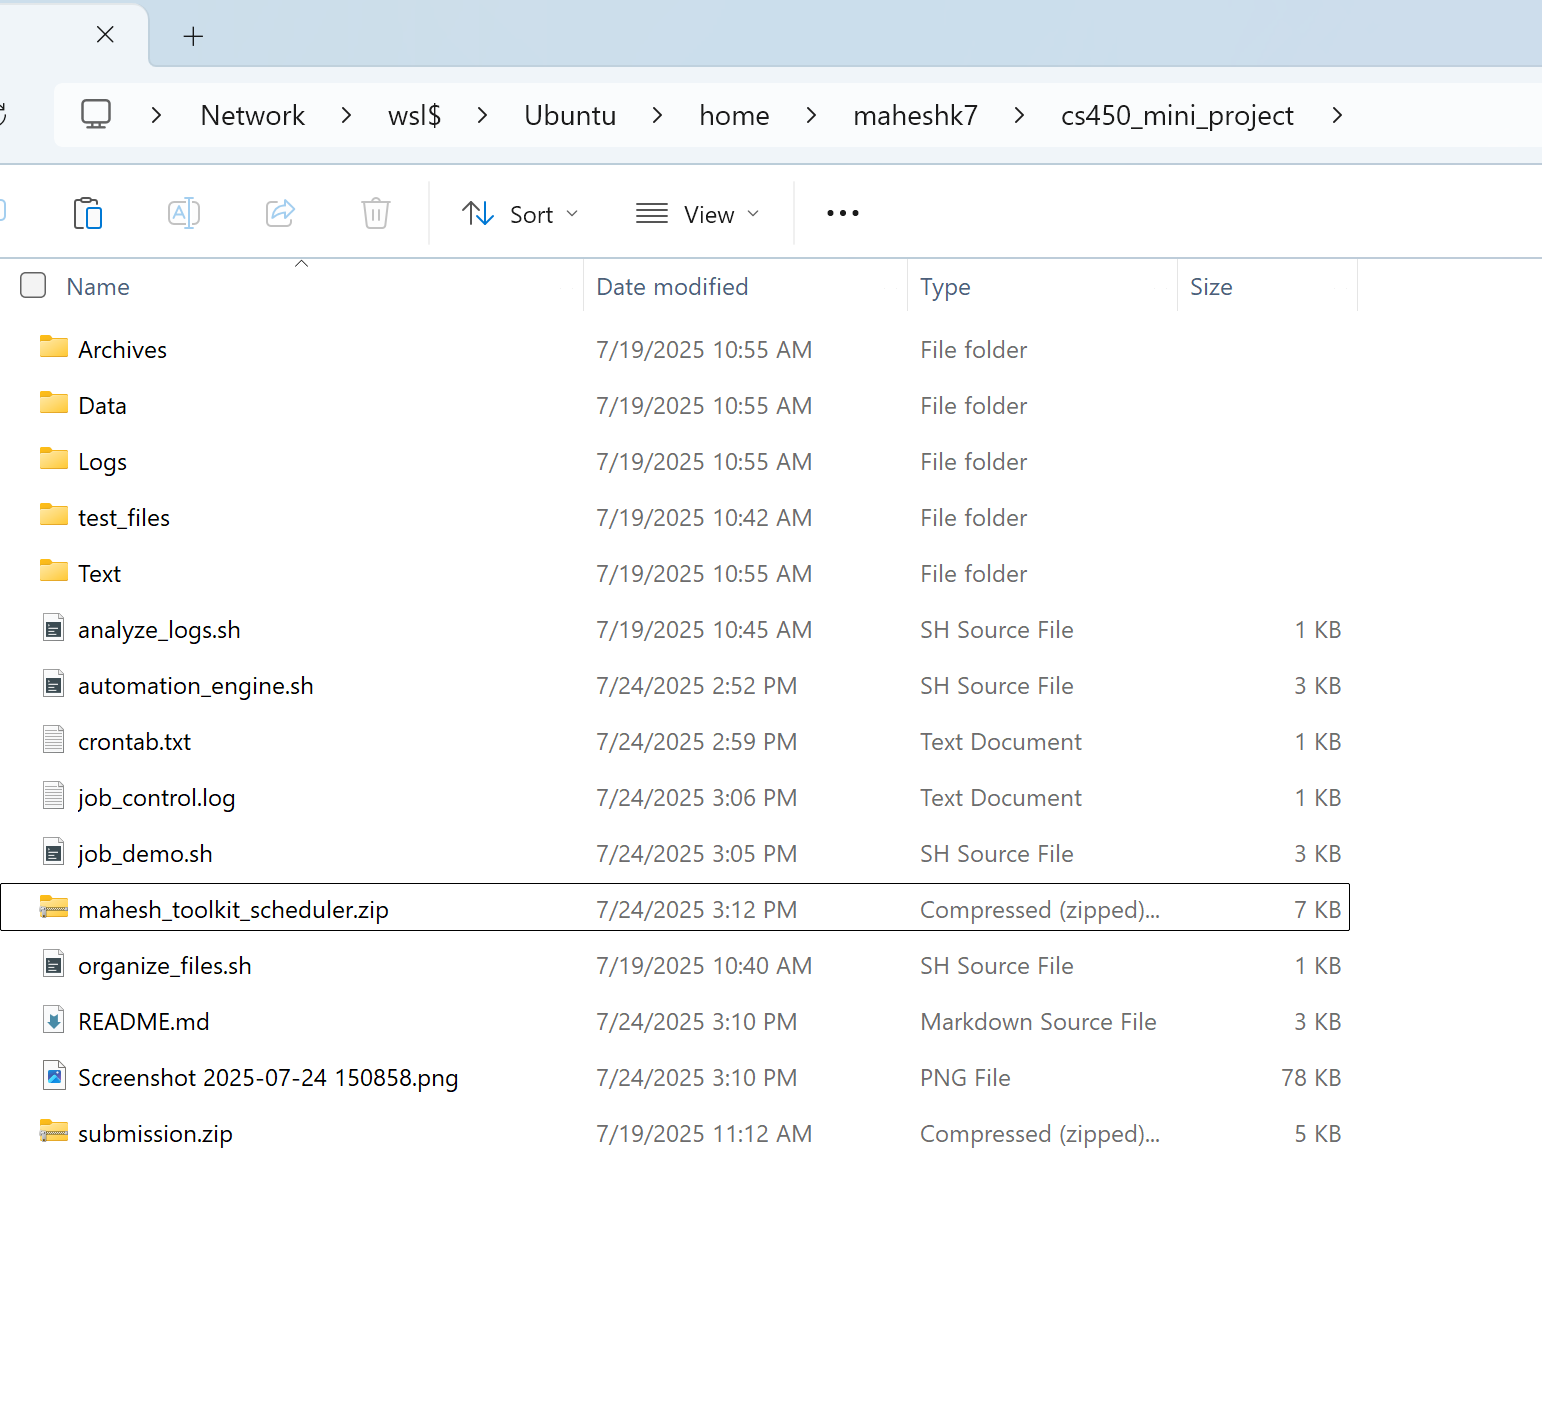 Network wsl$ Ubuntu home maheshk7 cs450_mini_project
Sort View
Name Date modified Type Size
Archives 7/19/2025 10:55 AM File folder
Data 7/19/2025 10:55 AM File folder
Logs 7/19/2025 10:55 AM File folder
test_files 7/19/2025 10:42 AM File folder
Text 7/19/2025 10:55 AM File folder
analyze_logs.sh 7/19/2025 10:45 AM SH Source File 1 KB
automation_engine.sh 7/24/2025 2:52 PM SH Source File 3 KB
crontab.txt 7/24/2025 2:59 PM Text Document 1 KB
job_control.log 7/24/2025 3:06 PM Text Document 1 KB
job_demo.sh 7/24/2025 3:05 PM SH Source File 3 KB
mahesh_toolkit_scheduler.zip 7/24/2025 3:12 PM Compressed (zipped)... 7 KB
organize_files.sh 7/19/2025 10:40 AM SH Source File 1 KB
README.md 7/24/2025 3:10 PM Markdown Source File 3 KB
Screenshot 2025-07-24 150858.png 7/24/2025 3:10 PM PNG File 78 KB
submission.zip 7/19/2025 11:12 AM Compressed (zipped)... 5 KB